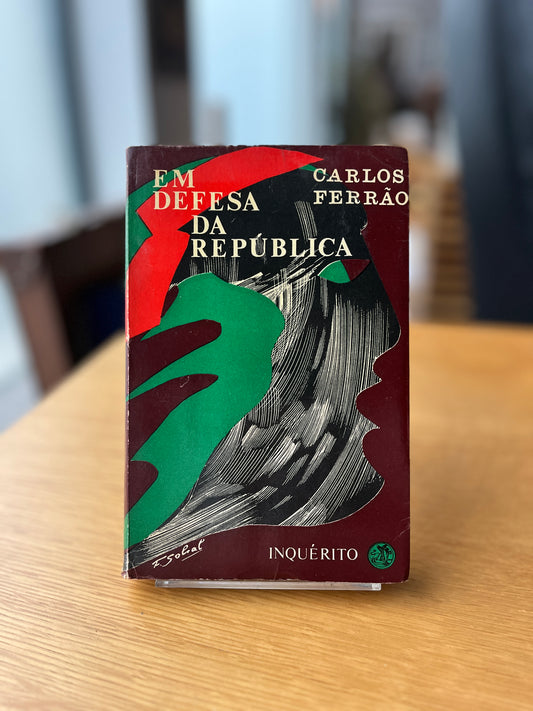 EM
DEFESA
DA
REPÚBLICA
CARLOS
FERRÃO
INQUÉRITO